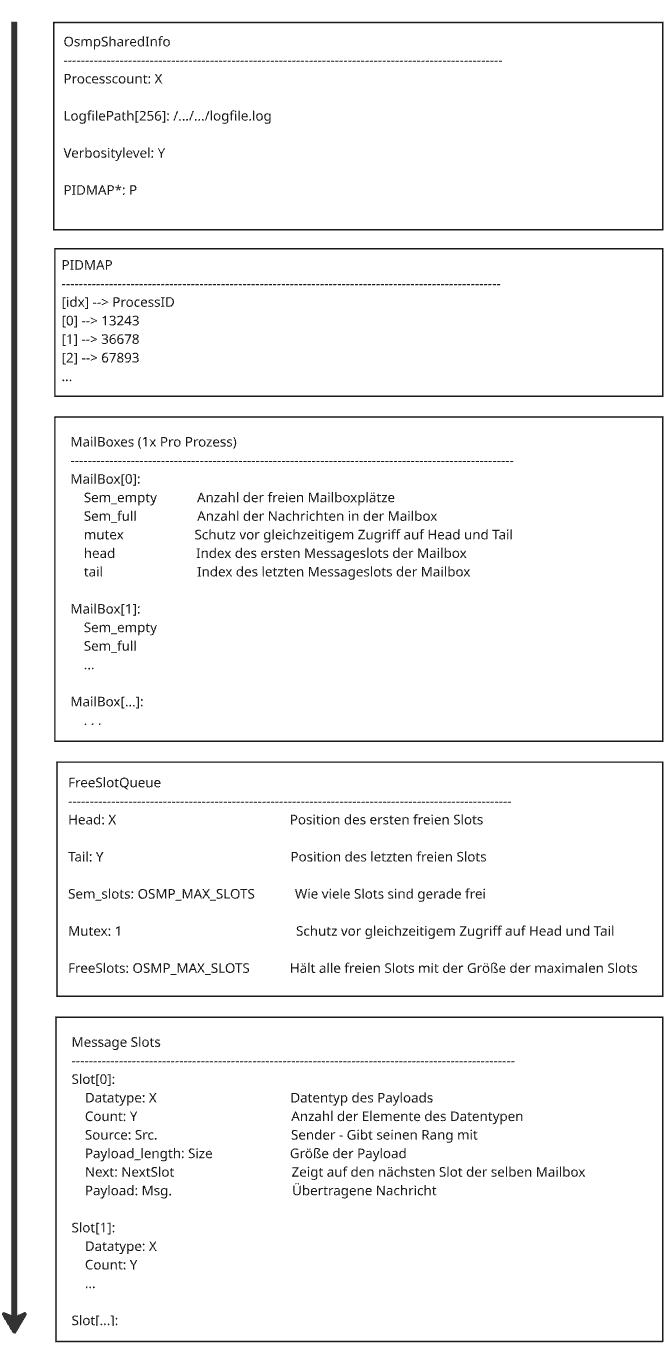 OsmpSharedInfo
Processcount: X
LogfilePath[256]: /.../.../logfile.log
Verbositylevel: Y
PIDMAP*: P
PIDMAP
[idx] --> ProcessID
[0] --> 13243
[1] --> 36678
[2] --> 67893
...
MailBoxes (1x Pro Prozess)
MailBox[0]:
Sem_empty Anzahl der freien Mailboxplätze
Sem_full Anzahl der Nachrichten in der Mailbox
mutex Schutz vor gleichzeitigem Zugriff auf Head und Tail
head Index des ersten Messageslots der Mailbox
tail Index des letzten Messageslots der Mailbox
MailBox[1]:
Sem_empty
Sem_full
...
MailBox[...]:
. . .
FreeSlotQueue
Head: X Position des ersten freien Slots
Tail: Y Position des letzten freien Slots
Sem_slots: OSMP_MAX_SLOTS Wie viele Slots sind gerade frei
Mutex: 1 Schutz vor gleichzeitigem Zugriff auf Head und Tail
FreeSlots: OSMP_MAX_SLOTS Hält alle freien Slots mit der Größe der maximalen Slots
Message Slots
Slot[0]:
Datatype: X Datentyp des Payloads
Count: Y Anzahl der Elemente des Datentypen
Source: Src. Sender - Gibt seinen Rang mit
Payload_length: Size Größe der Payload
Next: NextSlot Zeigt auf den nächsten Slot der selben Mailbox
Payload: Msg. Übertragene Nachricht
Slot[1]:
Datatype: X
Count: Y
...
Slot[...]: